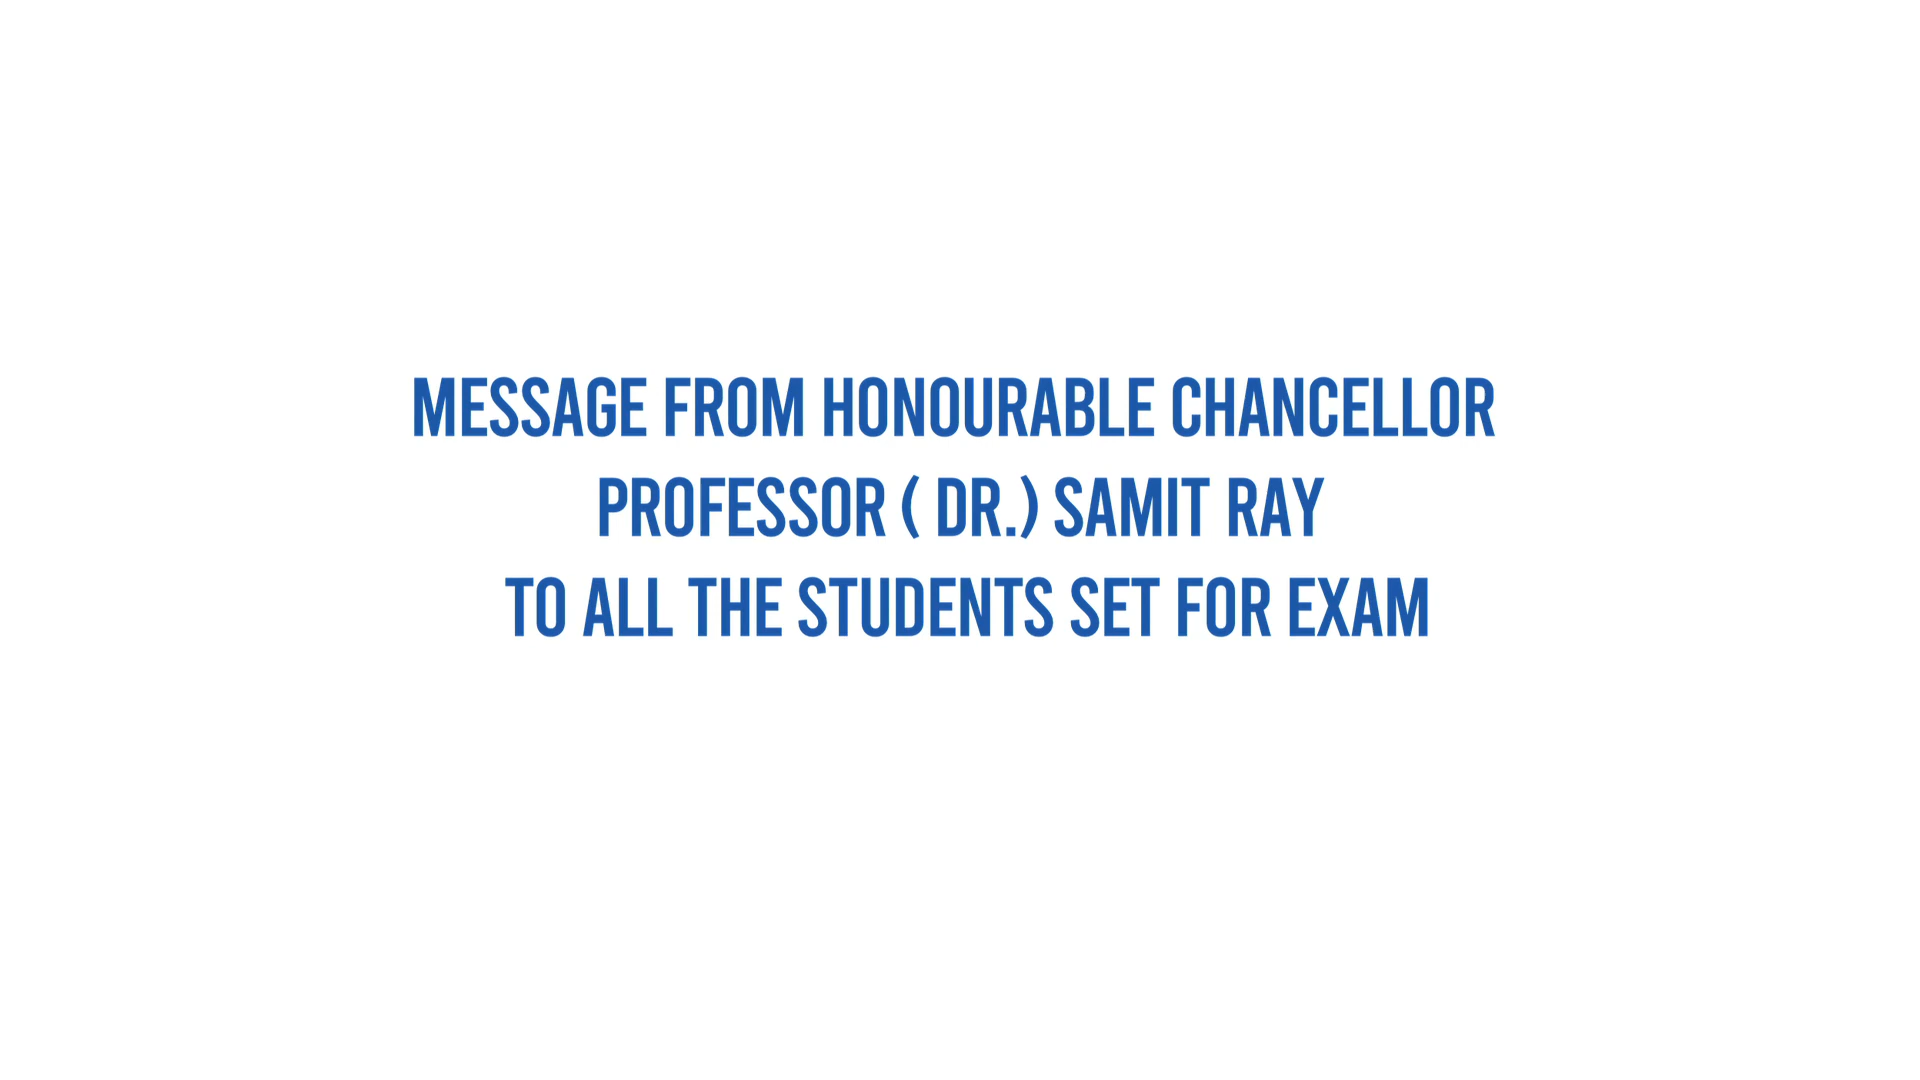 MESSAGE FROM HONOURABLE CHANCELLOR
PROFESSOR ( DR.) SAMIT RAY
TO ALL THE STUDENTS SET FOR EXAM